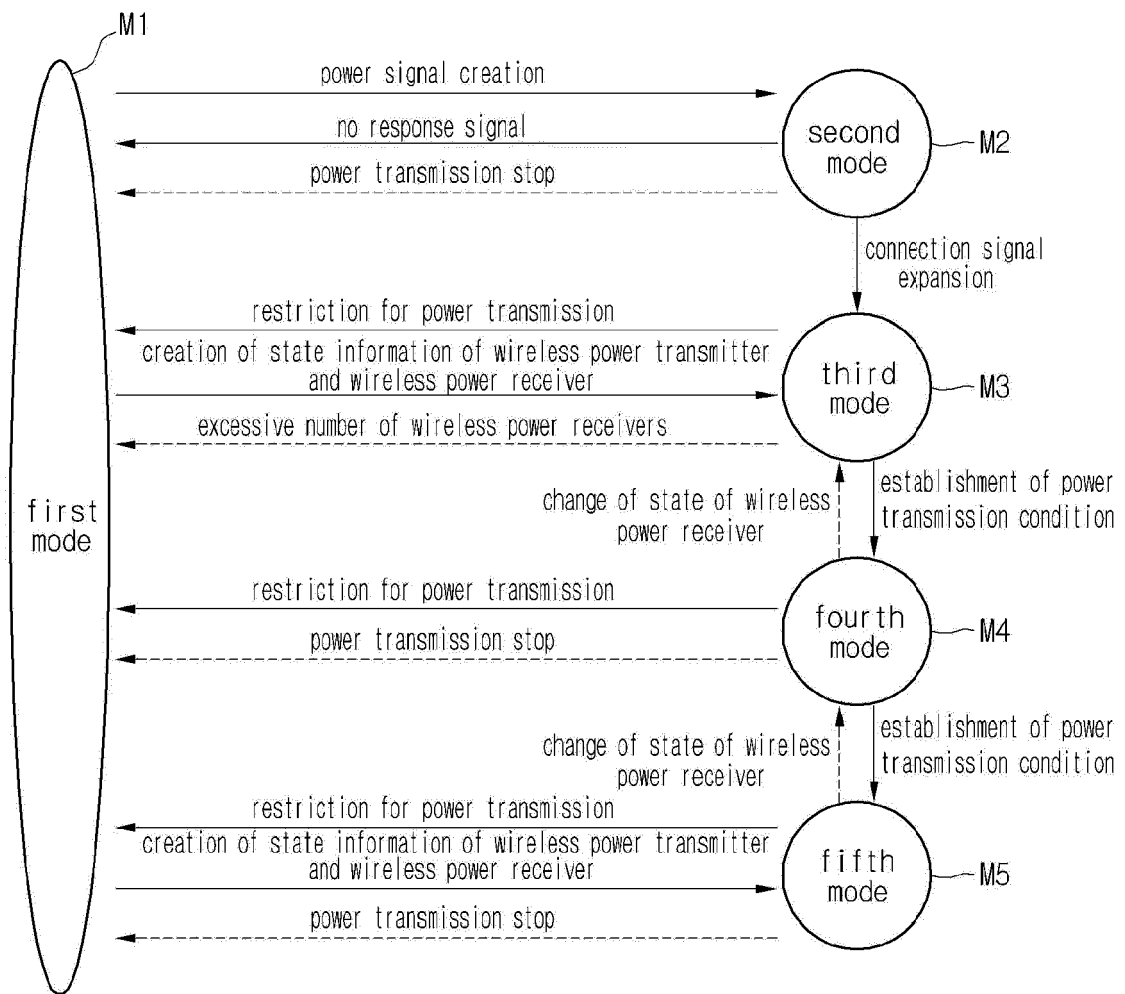 M1
power signal creation
no response signal
power transmission stop
second
mode
M2
connection signal
expansion
restriction for power transmission
creation of state information of wireless power transmitter
and wireless power receiver
excessive number of wireless power receivers
third
mode
M3
change of state of wireless
power receiver
establishment of power
transmission condition
first
mode
restriction for power transmission
power transmission stop
fourth
mode
M4
change of state of wireless
power receiver
establishment of power
transmission condition
restriction for power transmission
creation of state information of wireless power transmitter
and wireless power receiver
power transmission stop
fifth
mode
M5